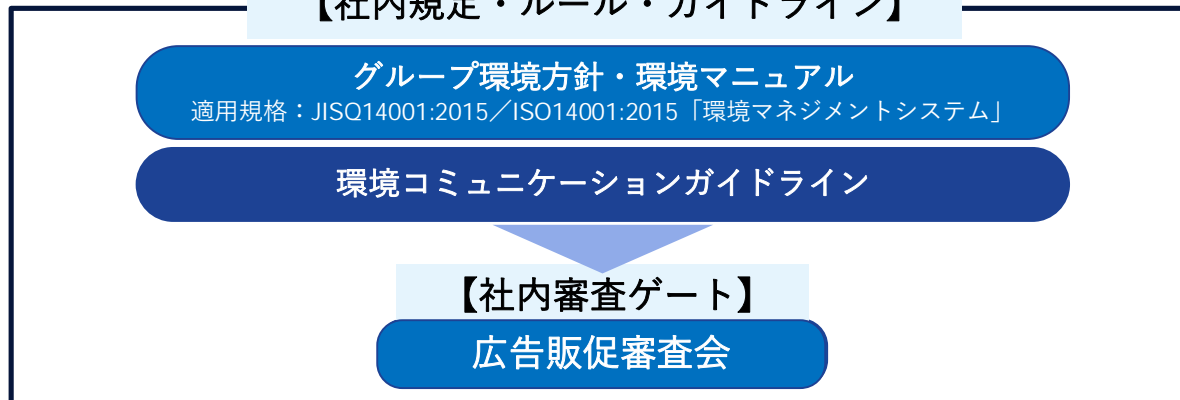 【社内規定・ルール・ガイドライン】
グループ環境方針・環境マニュアル
適用規格：JISQ14001:2015／ISO14001:2015「環境マネジメントシステム」
環境コミュニケーションガイドライン
【社内審査ゲート】
広告販促審査会